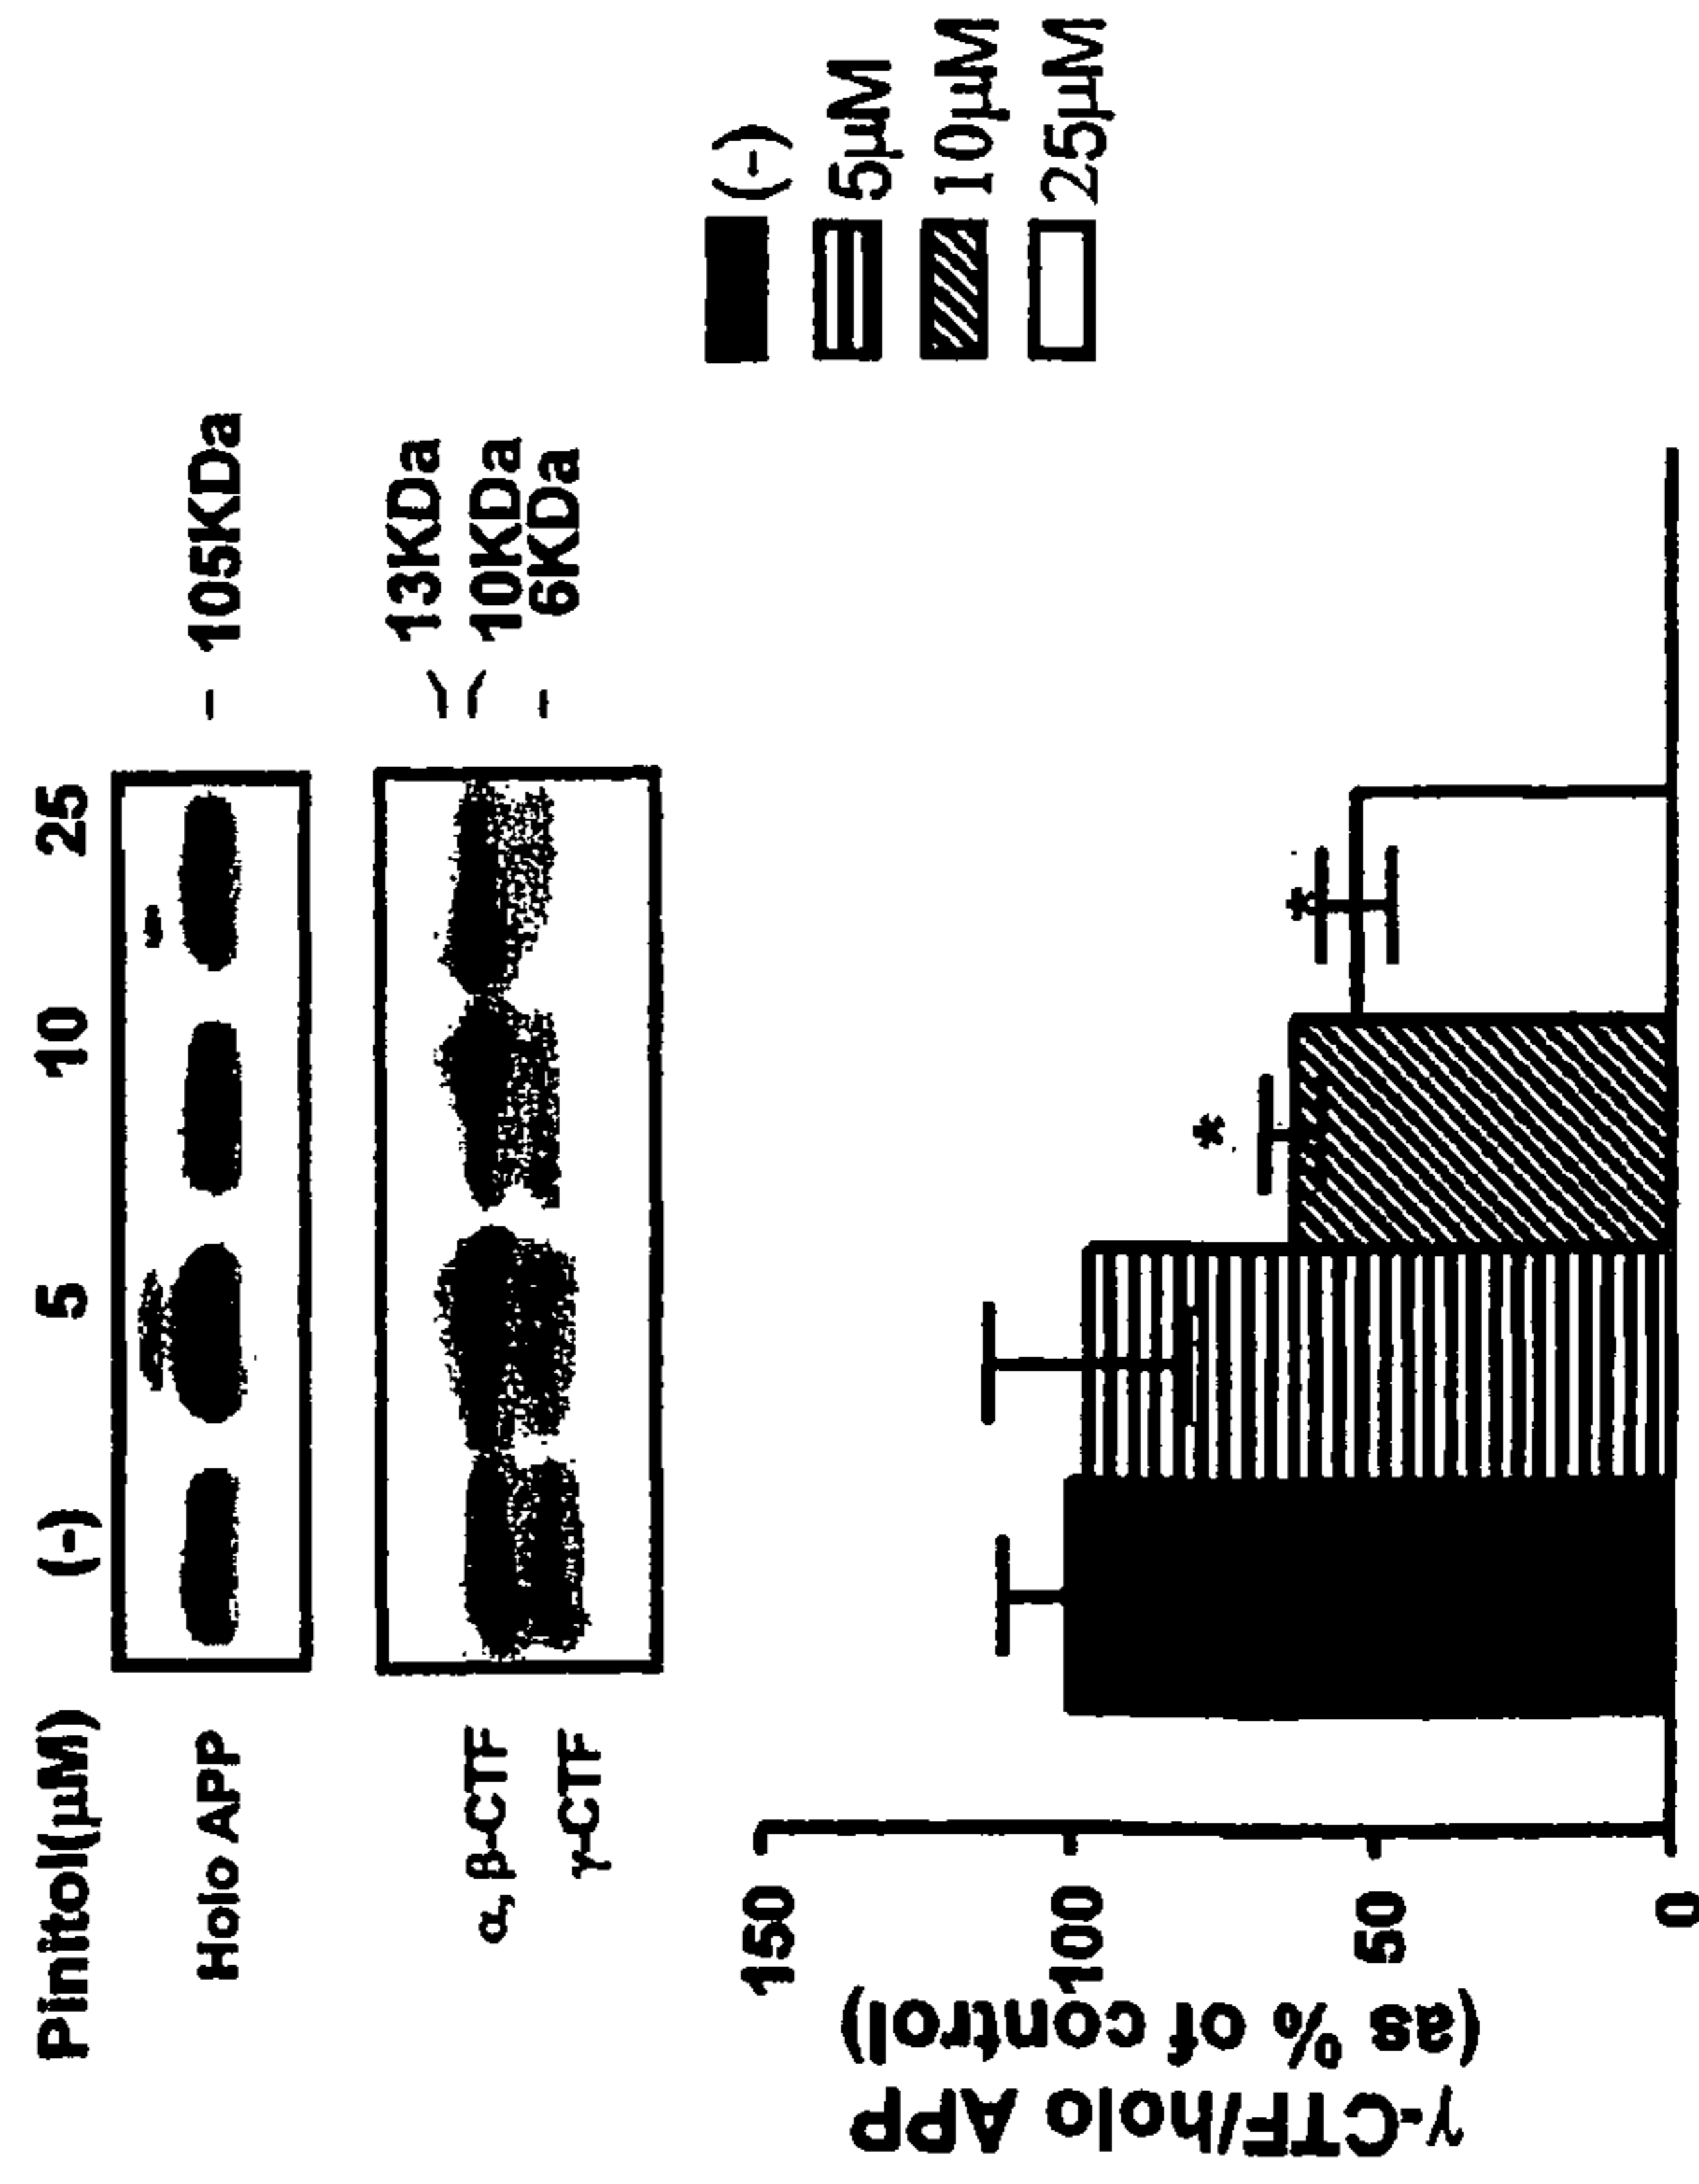 Pinitol(μM) (-) 5 10 25
Holo APP - 105KDa
α, β-CTF 13KDa
10KDa
γ-CTF - 6KDa
γ-CTF/holo APP
(as % of control)
150
100
50
0
*
*
(-)
5μM
10μM
25μM